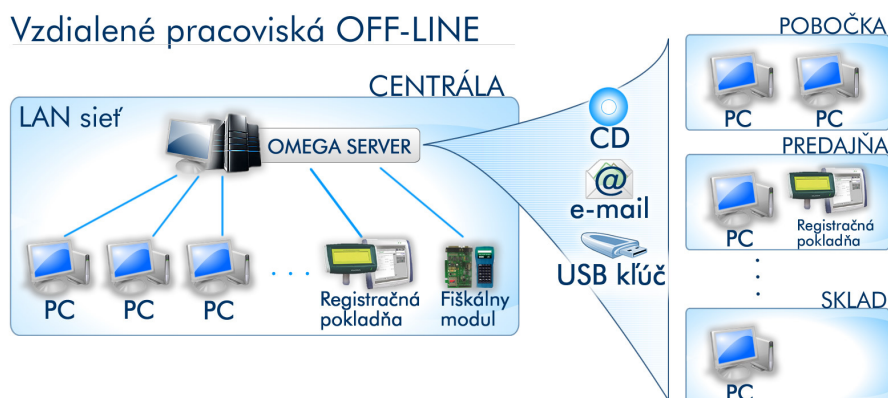 Vzdialené pracoviská OFF-LINE
CENTRÁLA
LAN sieť
OMEGA SERVER
PC
PC
PC
. . .
Registračná
pokladňa
Fiškálny
modul
CD
e-mail
USB kľúč
POBOČKA
PC
PC
PREDAJŇA
PC
Registračná
pokladňa
SKLAD
PC